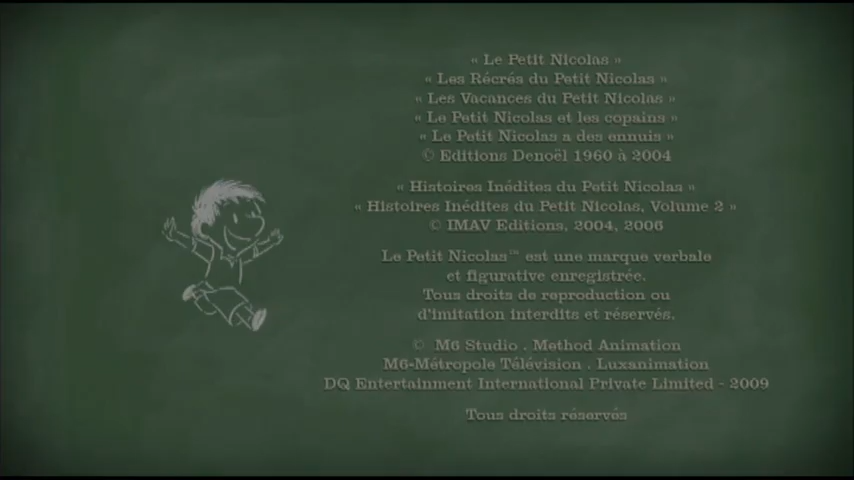 « Le Petit Nicolas »
« Les Récrés du Petit Nicolas »
« Les Vacances du Petit Nicolas »
« Le Petit Nicolas et les copains »
« Le Petit Nicolas a des ennuis »
© Editions Denoël 1960 à 2004
« Histoires Inédites du Petit Nicolas »
« Histoires Inédites du Petit Nicolas, Volume 2 »
© IMAV Editions, 2004, 2006
Le Petit Nicolas™ est une marque verbale
et figurative enregistrée.
Tous droits de reproduction ou
d'imitation interdits et réservés.
© M6 Studio . Method Animation
M6-Métropole Télévision . Luxanimation
DQ Entertainment International Private Limited - 2009
Tous droits réservés